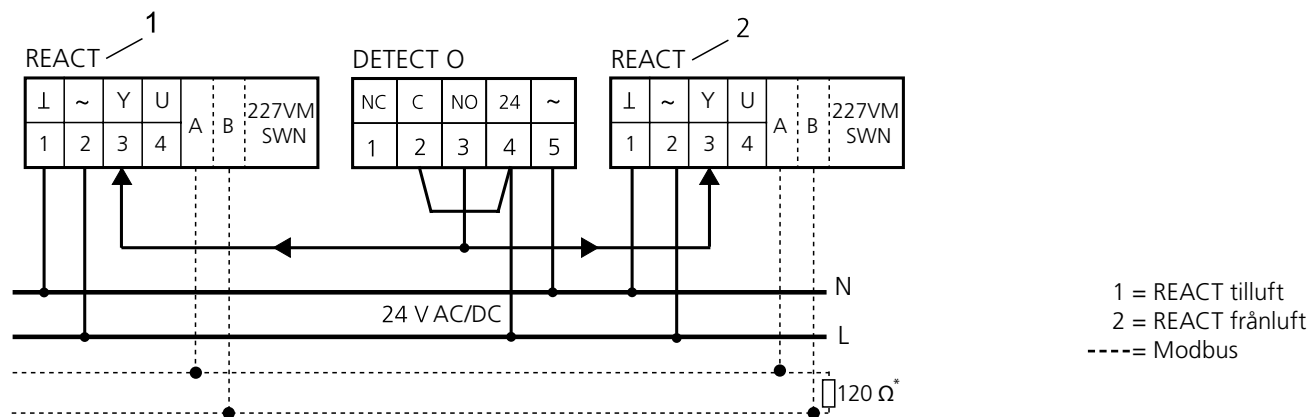 1
REACT
⊥ ~ Y U A B 227VM SWN
1 2 3 4
DETECT O
NC C NO 24 ~
1 2 3 4 5
2
REACT
⊥ ~ Y U A B 227VM SWN
1 2 3 4
N
24 V AC/DC
L
120 Ω*
1 = REACT tilluft
2 = REACT frånluft
----= Modbus